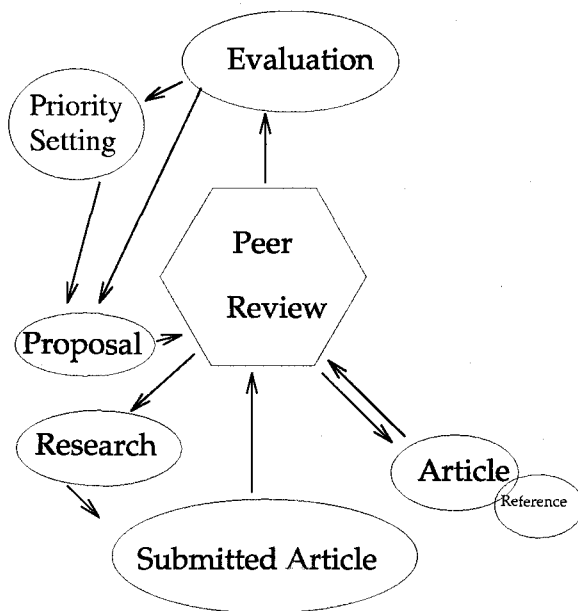 Evaluation
Priority
Setting
Peer
Review
Proposal
Research
Article
Reference
Submitted Article